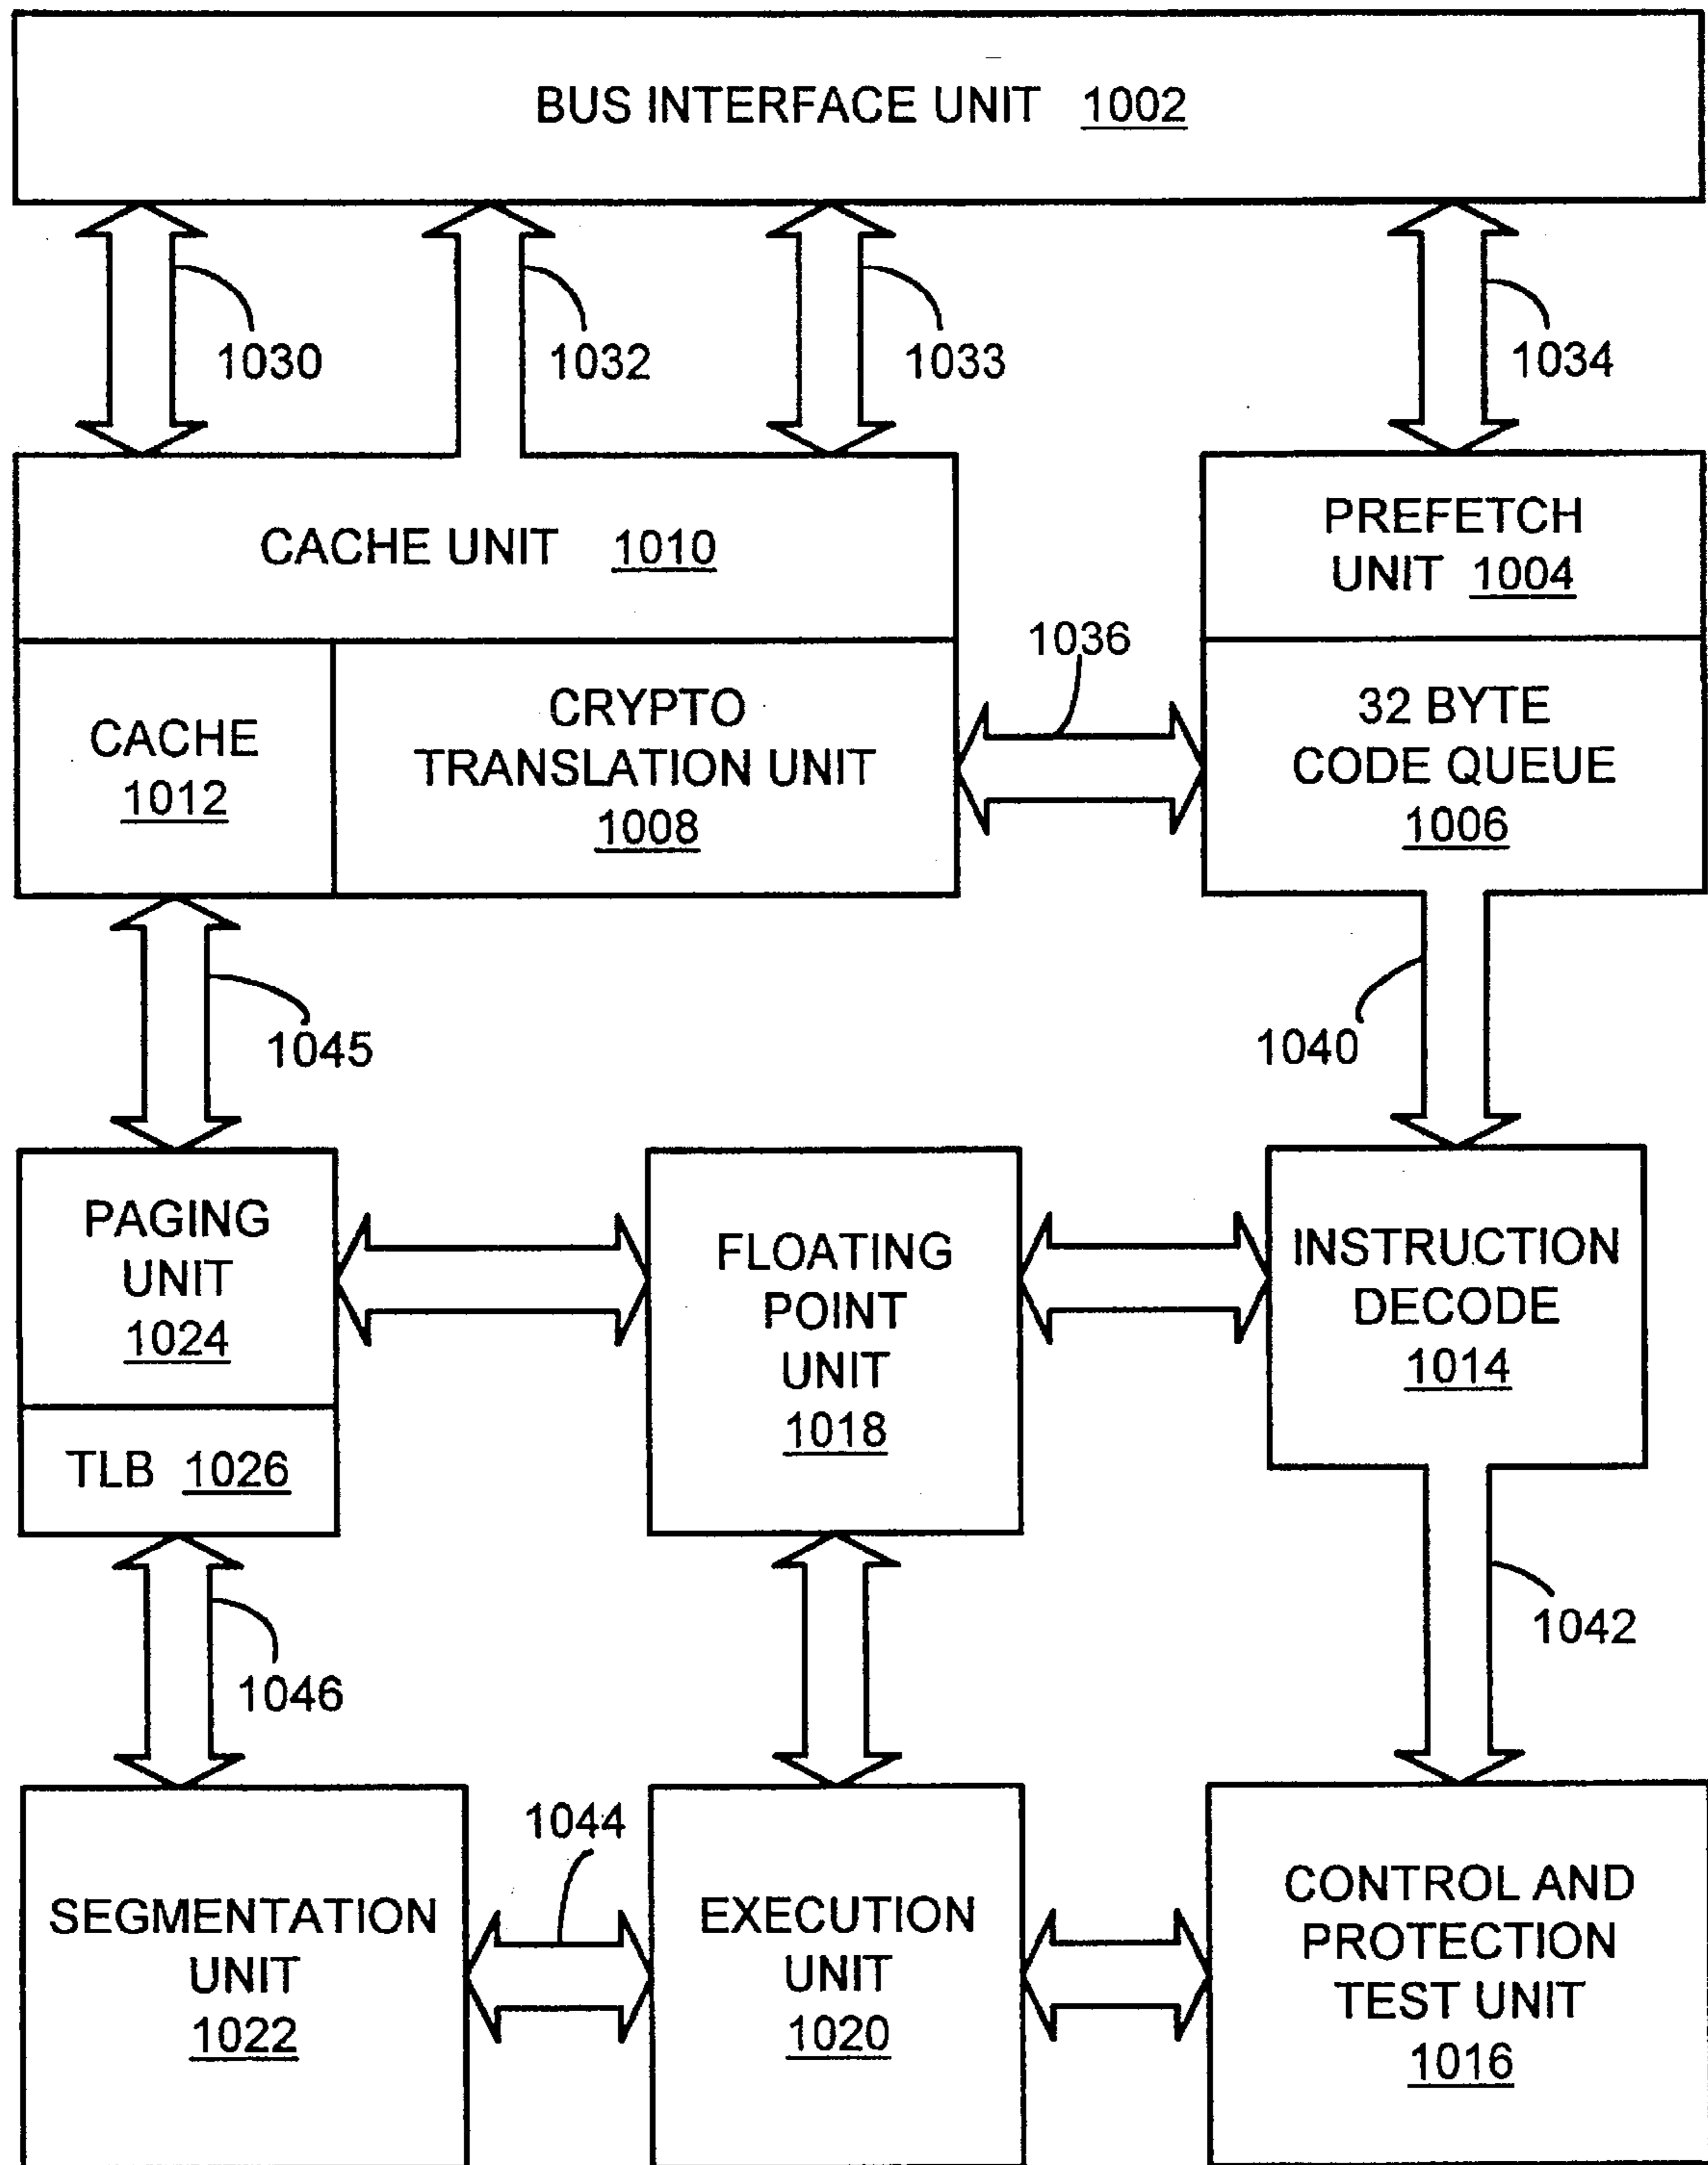 BUS INTERFACE UNIT 1002
1030
1032
1033
1034
CACHE UNIT 1010
PREFETCH
UNIT 1004
1036
CACHE
1012
CRYPTO
TRANSLATION UNIT
1008
32 BYTE
CODE QUEUE
1006
1045
1040
PAGING
UNIT
1024
TLB 1026
FLOATING
POINT
UNIT
1018
INSTRUCTION
DECODE
1014
1046
1042
1044
SEGMENTATION
UNIT
1022
EXECUTION
UNIT
1020
CONTROL AND
PROTECTION
TEST UNIT
1016